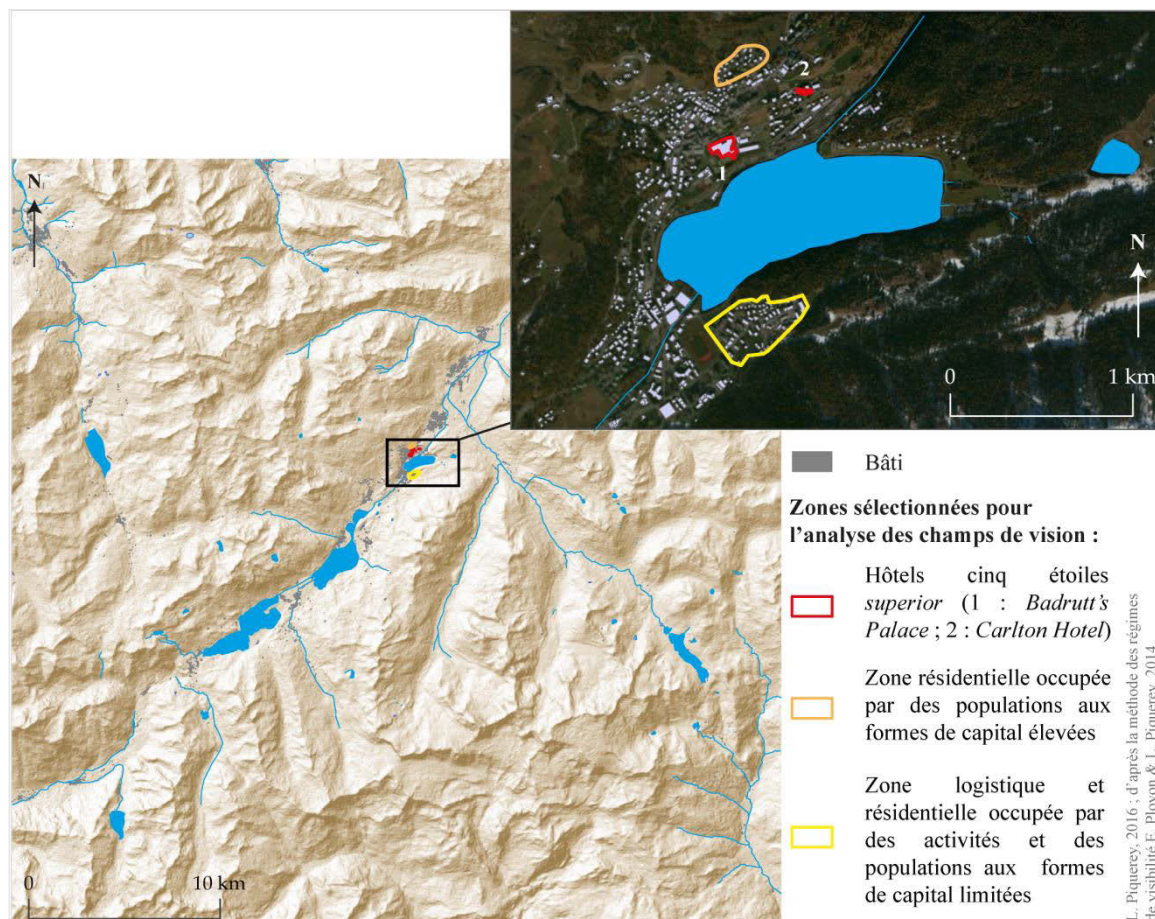 2
1
N
N
0 1 km
Bâti
Zones sélectionnées pour
l'analyse des champs de vision :
Hôtels cinq étoiles
superior (1 : Badrutt's
Palace ; 2 : Carlton Hotel)
Zone résidentielle occupée
par des populations aux
formes de capital élevées
Zone logistique et
résidentielle occupée par
des activités et des
populations aux formes
de capital limitées
0 10 km
L. Piquerey, 2016 ; d'après la méthode des régimes
de visibilité F. Ployon & L. Piquerey, 2014